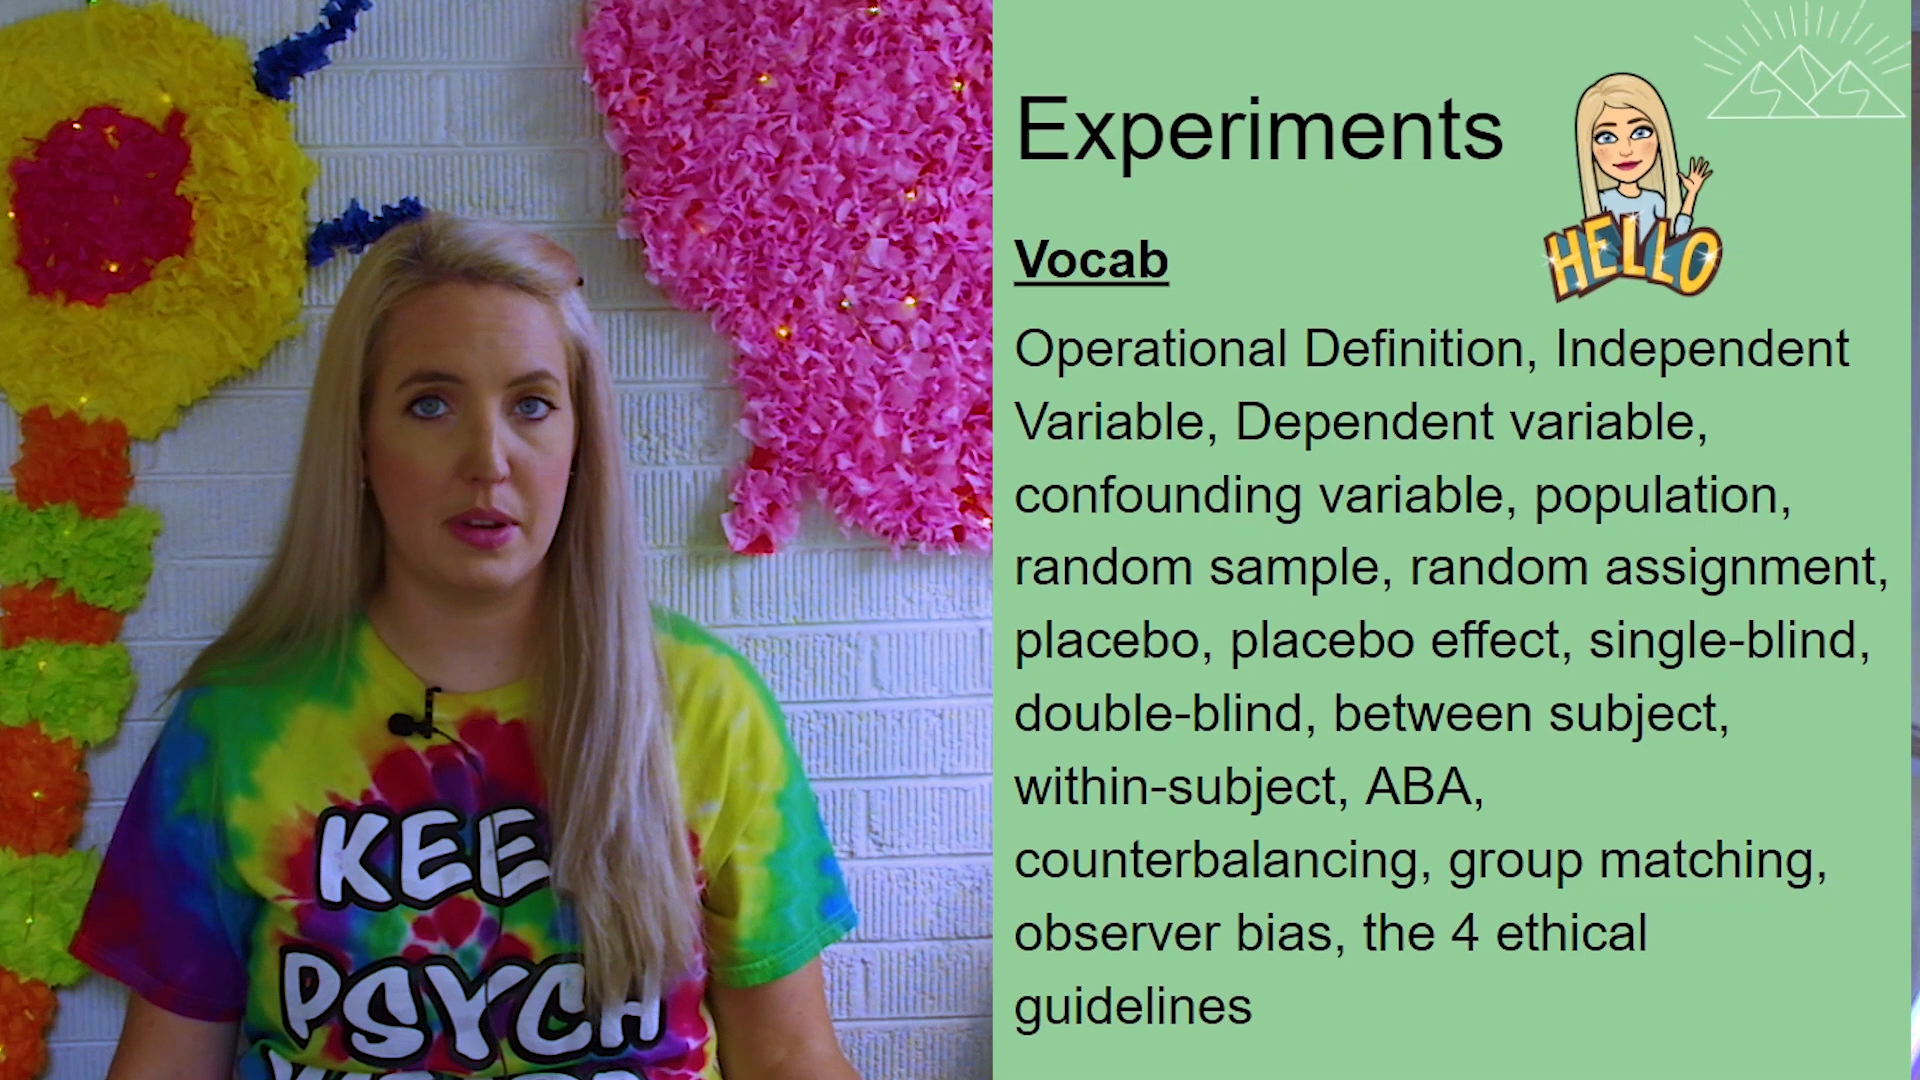 Experiments
HELLO
Vocab
Operational Definition, Independent
Variable, Dependent variable,
confounding variable, population,
random sample, random assignment,
placebo, placebo effect, single-blind,
double-blind, between subject,
within-subject, ABA,
counterbalancing, group matching,
observer bias, the 4 ethical
guidelines
KEE
PSYCH